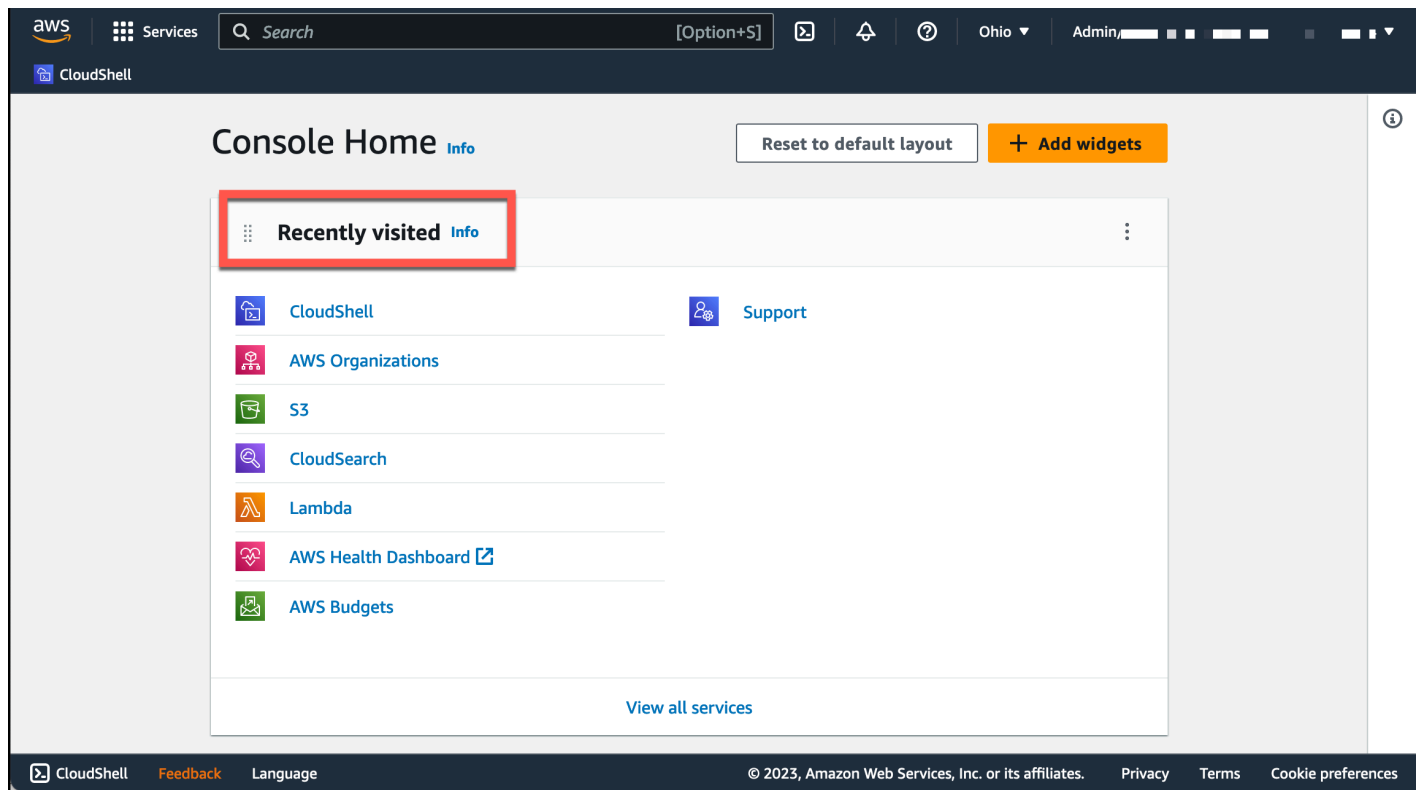 aws Services Search [Option+S] Ohio Admin/
CloudShell
Console Home Info
Reset to default layout
+ Add widgets
Recently visited Info
CloudShell
AWS Organizations
S3
CloudSearch
Lambda
AWS Health Dashboard
AWS Budgets
Support
View all services
CloudShell Feedback Language © 2023, Amazon Web Services, Inc. or its affiliates. Privacy Terms Cookie preferences